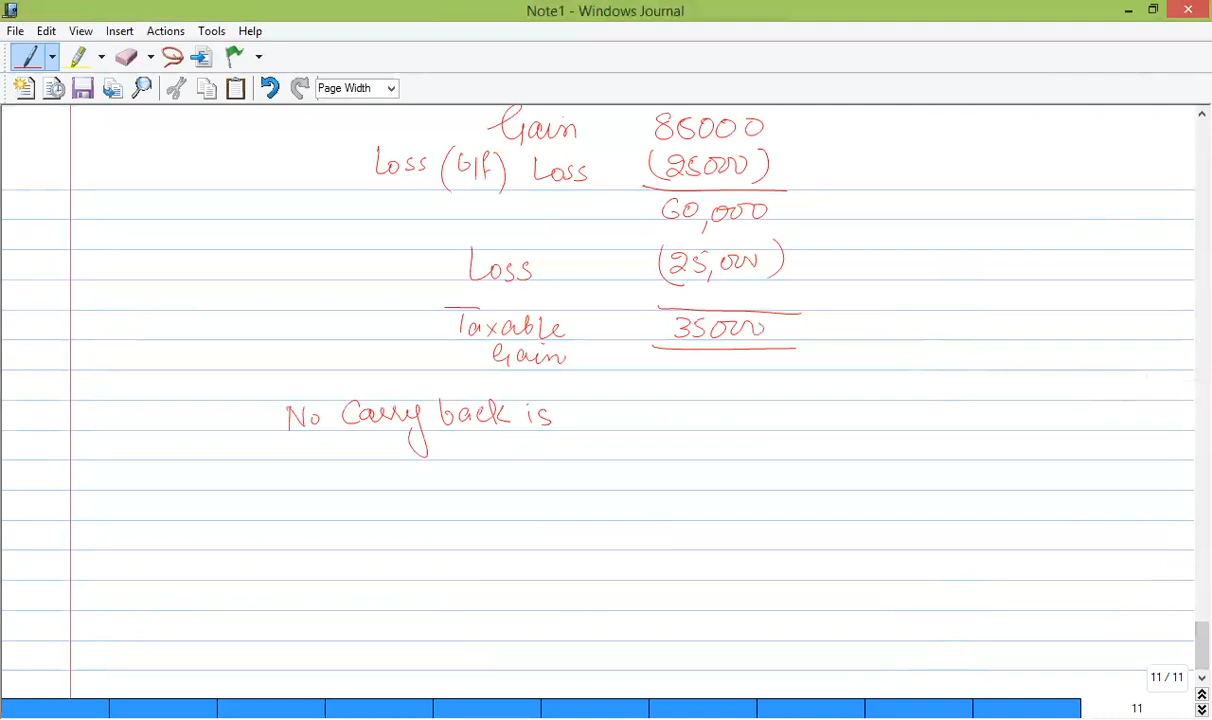 Note1 - Windows Journal
File Edit View Insert Actions Tools Help
Page Width
Gain 85000
Loss (b/f) Loss (25000)
60,000
Loss (25,000)
Taxable 35000
Gain
No Carry back is
11 / 11
11